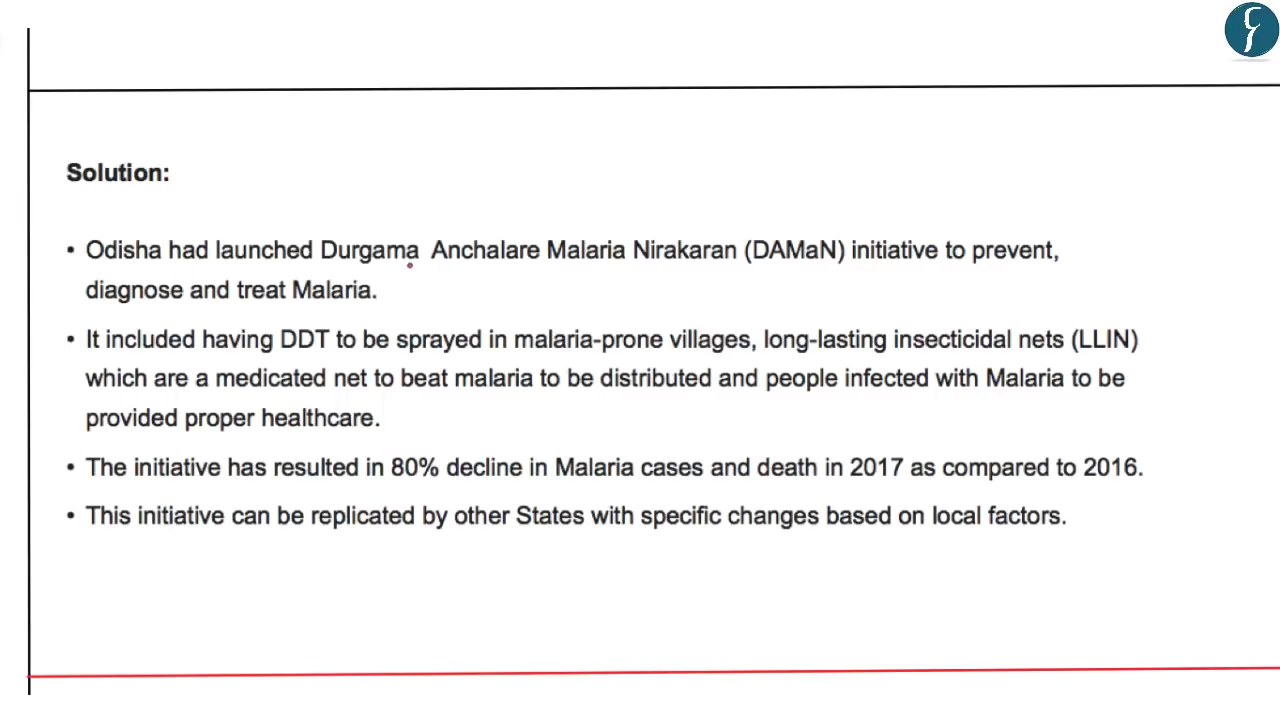 Solution:
• Odisha had launched Durgama Anchalare Malaria Nirakaran (DAMaN) initiative to prevent,
diagnose and treat Malaria.
• It included having DDT to be sprayed in malaria-prone villages, long-lasting insecticidal nets (LLIN)
which are a medicated net to beat malaria to be distributed and people infected with Malaria to be
provided proper healthcare.
• The initiative has resulted in 80% decline in Malaria cases and death in 2017 as compared to 2016.
• This initiative can be replicated by other States with specific changes based on local factors.